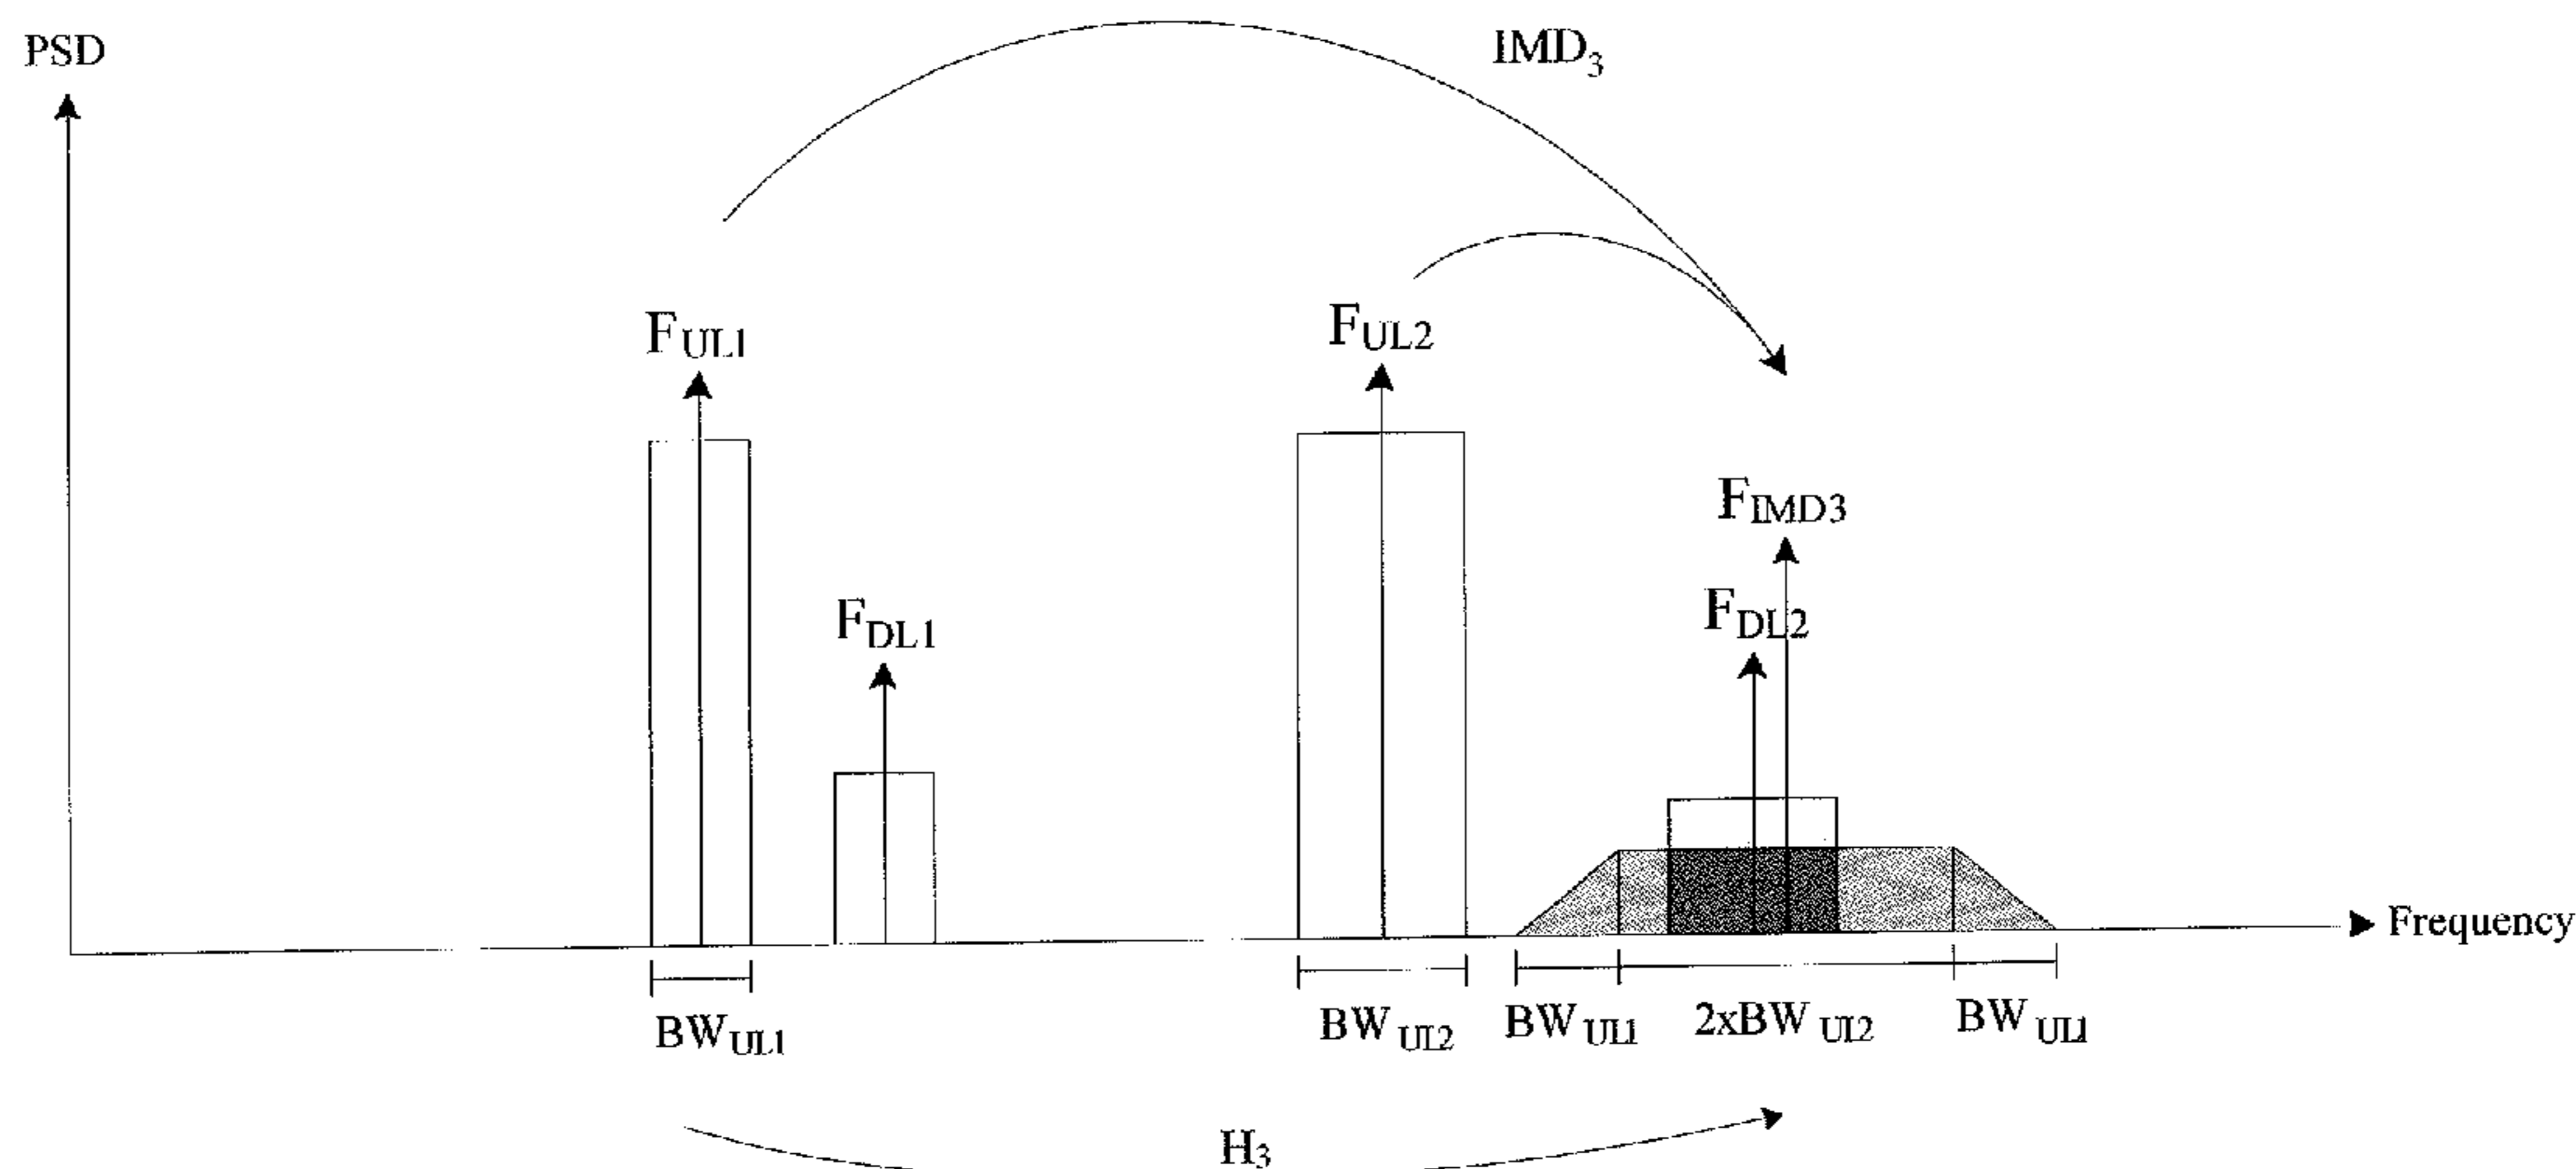 PSD
IMD3
FUL1
FUL2
FIMD3
FDL1
FDL2
Frequency
BWUL1
BWUL2
BWUL1
2xBWUL2
BWUL1
H3